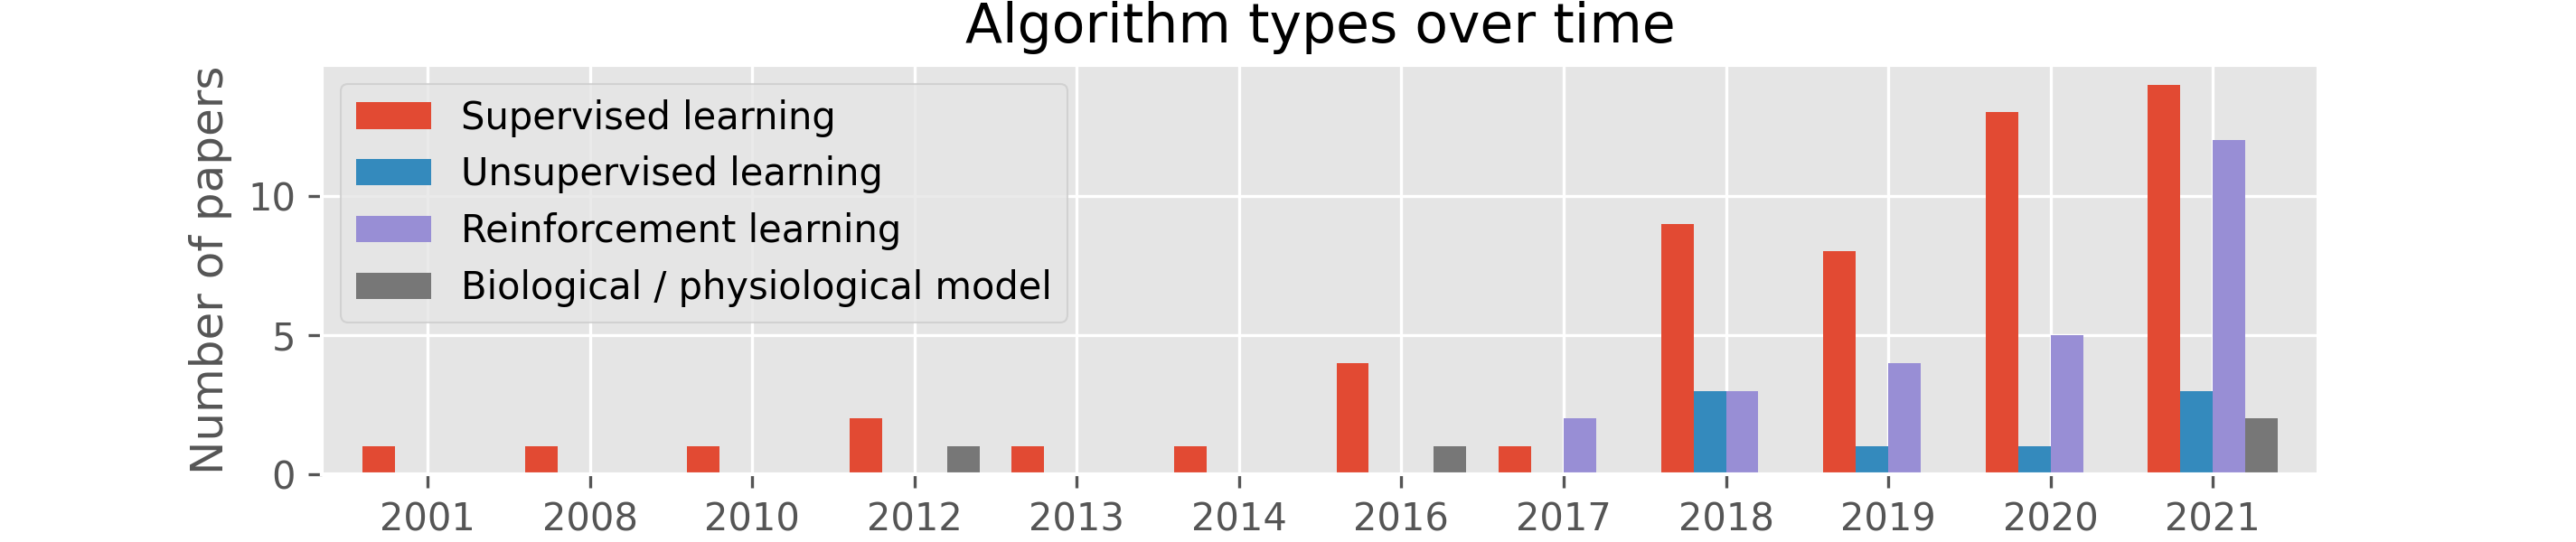 Algorithm types over time
Number of papers
Supervised learning
Unsupervised learning
Reinforcement learning
Biological / physiological model
10
5
0
2001 2008 2010 2012 2013 2014 2016 2017 2018 2019 2020 2021